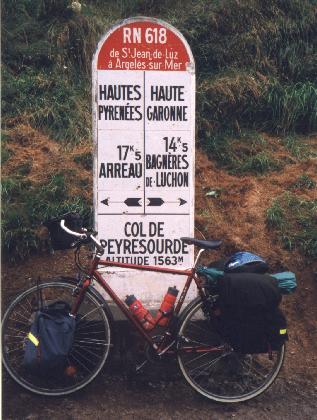 RN 618
de St Jean-de-Luz
à Argelès-sur-Mer
HAUTES
PYRENÉES
17K5
ARREAU
HAUTE
GARONNE
14K5
BAGNÈRES
DE-LUCHON
COL DE
PEYRESOURDE
ALTITUDE 1563M